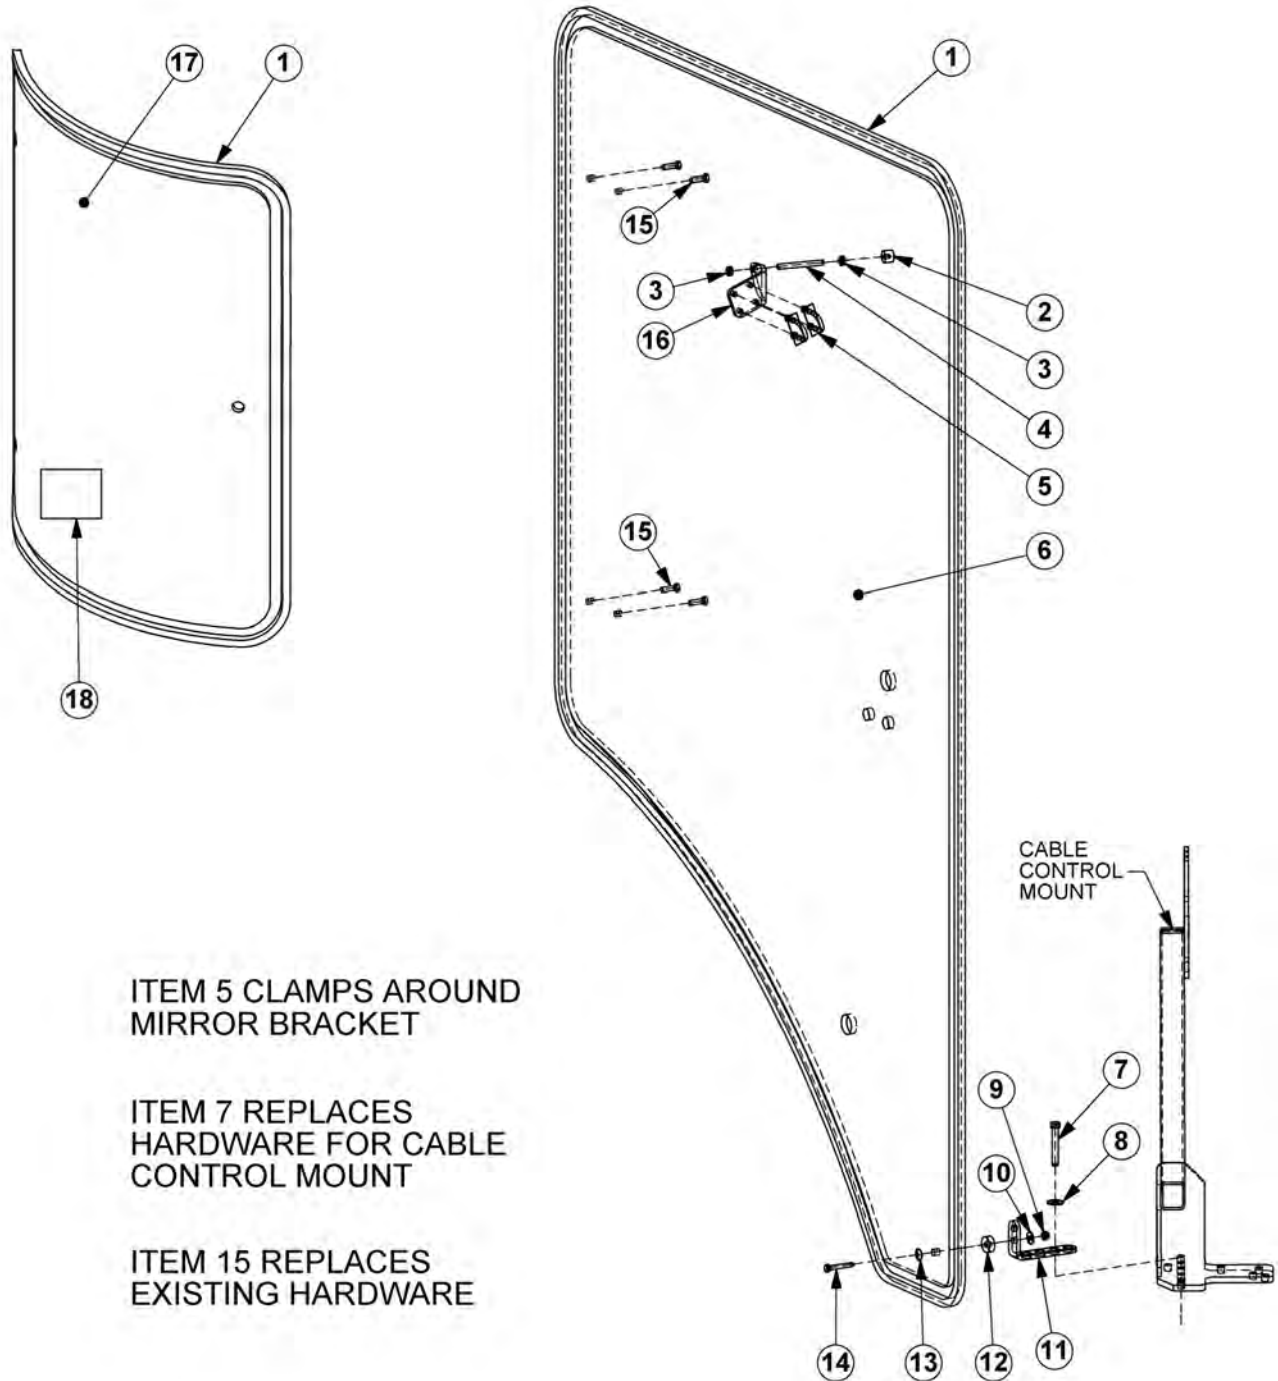 17
1
1
15
3
2
16
3
4
5
15
6
18
CABLE
CONTROL
MOUNT
ITEM 5 CLAMPS AROUND
MIRROR BRACKET
9
7
10
8
ITEM 7 REPLACES
HARDWARE FOR CABLE
CONTROL MOUNT
ITEM 15 REPLACES
EXISTING HARDWARE
14
13
12
11